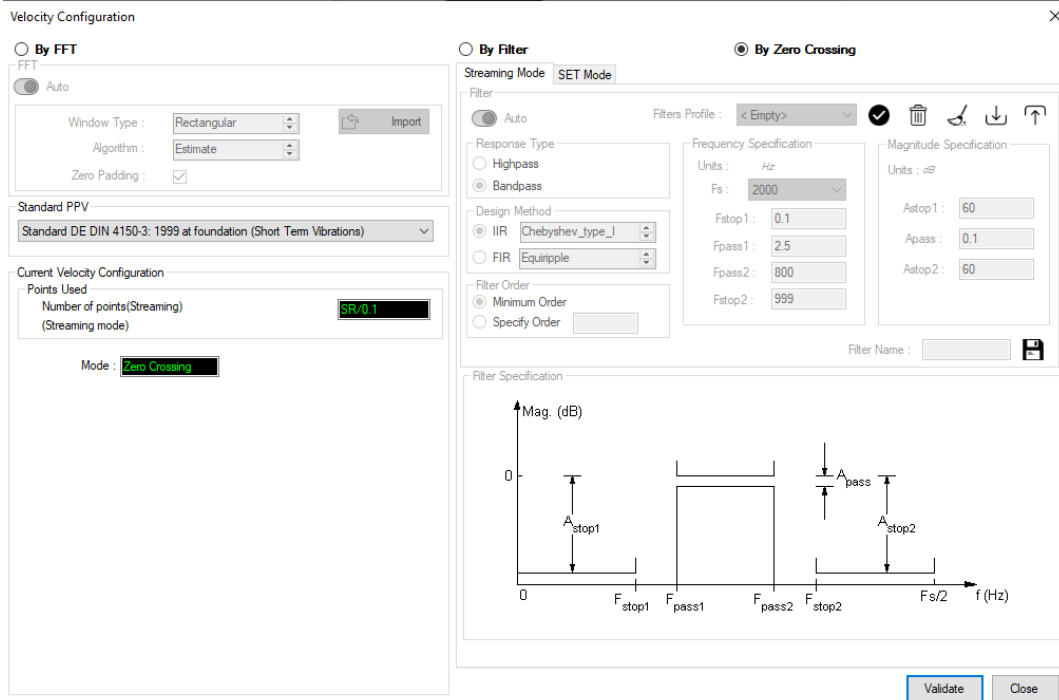 Velocity Configuration
By FFT
FFT
Auto
Window Type :
Rectangular
Import
Algorithm :
Estimate
Zero Padding :
Standard PPV
Standard DE DIN 4150-3: 1999 at foundation (Short Term Vibrations)
Current Velocity Configuration
Points Used
Number of points(Streaming)
SR/0.1
(Streaming mode)
Mode :
Zero Crossing
By Filter
By Zero Crossing
Streaming Mode
SET Mode
Filter
Auto
Filters Profile :
< Empty>
Response Type
Highpass
Bandpass
Design Method
IIR
Chebyshev_type_I
FIR
Equiripple
Filter Order
Minimum Order
Specify Order
Frequency Specification
Units : Hz
Fs : 2000
Fstop1 : 0.1
Fpass1 : 2.5
Fpass2 : 800
Fstop2 : 999
Magnitude Specification
Units : dB
Astop1 : 60
Apass : 0.1
Astop2 : 60
Filter Name :
Filter Specification
Mag. (dB)
0
Astop1
Apass
Astop2
0
Fstop1
Fpass1
Fpass2
Fstop2
Fs/2
f (Hz)
Validate
Close